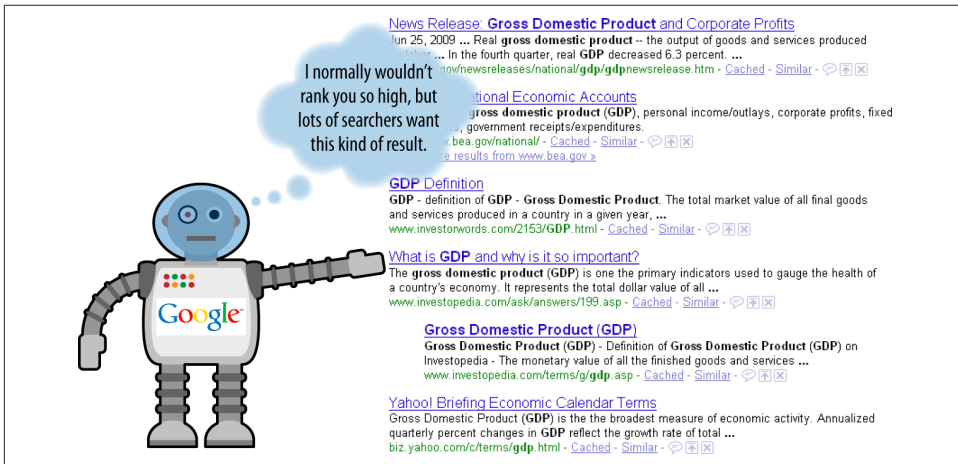 I normally wouldn't
rank you so high, but
lots of searchers want
this kind of result.
Google
News Release: Gross Domestic Product and Corporate Profits
Jun 25, 2009 ... Real gross domestic product -- the output of goods and services produced
... In the fourth quarter, real GDP decreased 6.3 percent. ...
gov/newsreleases/national/gdp/gdpnewsrelease.htm - Cached - Similar -
Economic Accounts
gross domestic product (GDP), personal income/outlays, corporate profits, fixed
government receipts/expenditures.
.bea.gov/national/ - Cached - Similar -
results from www.bea.gov »
GDP Definition
GDP - definition of GDP - Gross Domestic Product. The total market value of all final goods
and services produced in a country in a given year, ...
www.investorwords.com/2153/GDP.html - Cached - Similar -
What is GDP and why is it so important?
The gross domestic product (GDP) is one the primary indicators used to gauge the health of
a country's economy. It represents the total dollar value of all ...
www.investopedia.com/ask/answers/199.asp - Cached - Similar -
Gross Domestic Product (GDP)
Gross Domestic Product (GDP) - Definition of Gross Domestic Product (GDP) on
Investopedia - The monetary value of all the finished goods and services ...
www.investopedia.com/terms/g/gdp.asp - Cached - Similar -
Yahoo! Briefing Economic Calendar Terms
Gross Domestic Product (GDP) is the the broadest measure of economic activity. Annualized
quarterly percent changes in GDP reflect the growth rate of total ...
biz.yahoo.com/c/terms/gdp.html - Cached - Similar -